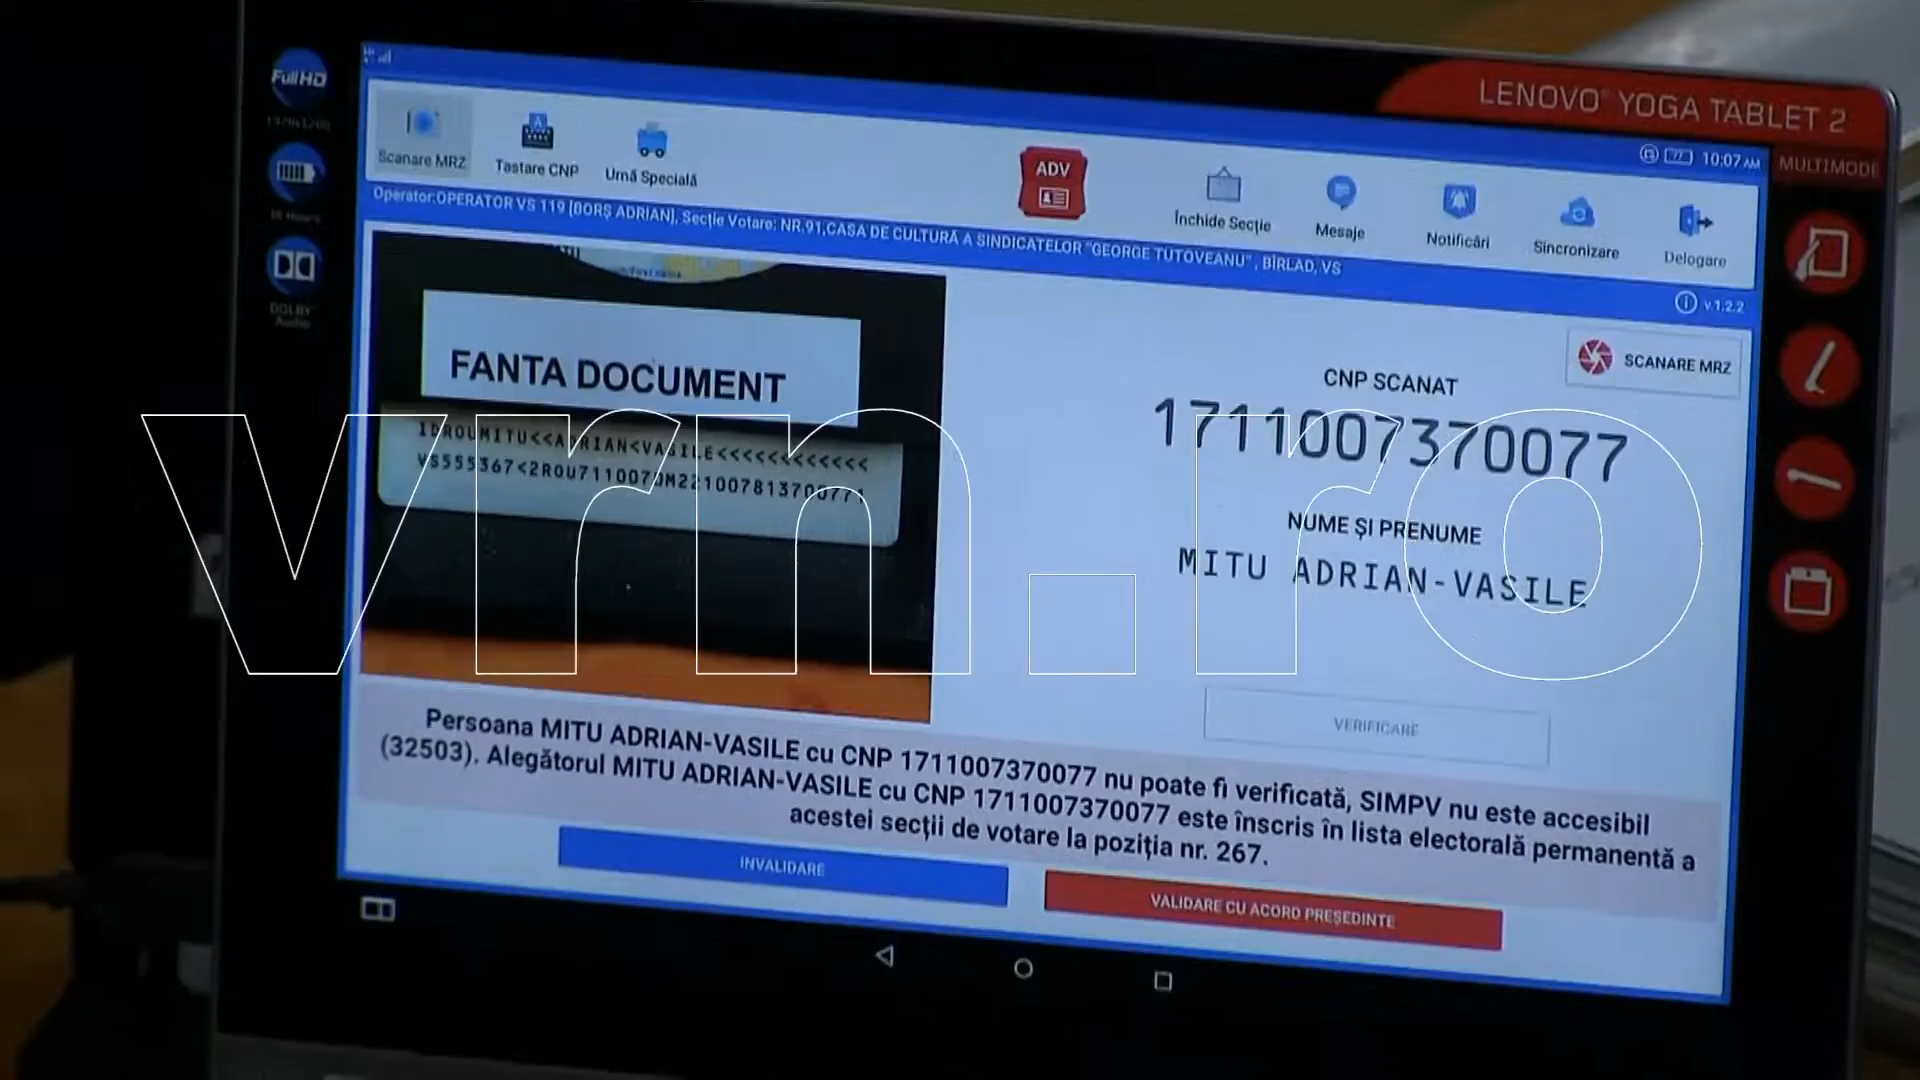 Full HD
LENOVO YOGA TABLET 2
MULTIMODE
10:07 AM
Scanare MRZ
Tastare CNP
Urnă Specială
ADV
Închide Secție
Mesaje
Notificări
Sincronizare
Delogare
Operator:OPERATOR VS 119 [BORȘ ADRIAN], Secție Votare: NR.91,CASA DE CULTURĂ A SINDICATELOR "GEORGE TUTOVEANU" , BÎRLAD, VS
v.1.2.2
DOLBY
Audio
FANTA DOCUMENT
IDROUMITU<<ADRIAN<VASILE<<<<<<<<<<<<
VS555367<2ROU7110070M221007813700771
SCANARE MRZ
CNP SCANAT
1711007370077
NUME ȘI PRENUME
MITU ADRIAN-VASILE
VERIFICARE
vrn.ro
Persoana MITU ADRIAN-VASILE cu CNP 1711007370077 nu poate fi verificată, SIMPV nu este accesibil
(32503). Alegătorul MITU ADRIAN-VASILE cu CNP 1711007370077 este înscris în lista electorală permanentă a
acestei secții de votare la poziția nr. 267.
INVALIDARE
VALIDARE CU ACORD PREȘEDINTE